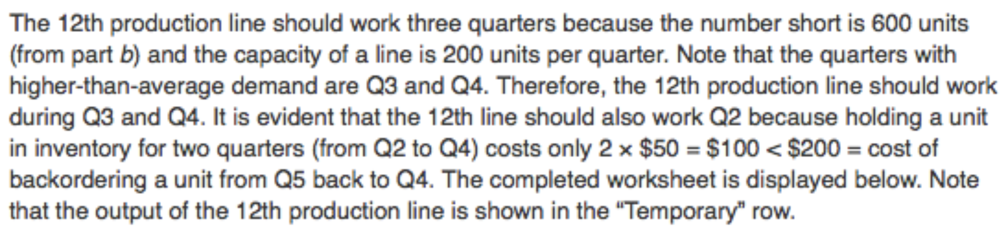 The 12th production line should work three quarters because the number short is 600 units
(from part b) and the capacity of a line is 200 units per quarter. Note that the quarters with
higher-than-average demand are Q3 and Q4. Therefore, the 12th production line should work
during Q3 and Q4. It is evident that the 12th line should also work Q2 because holding a unit
in inventory for two quarters (from Q2 to Q4) costs only 2 × $50 = $100 < $200 = cost of
backordering a unit from Q5 back to Q4. The completed worksheet is displayed below. Note
that the output of the 12th production line is shown in the “Temporary” row.